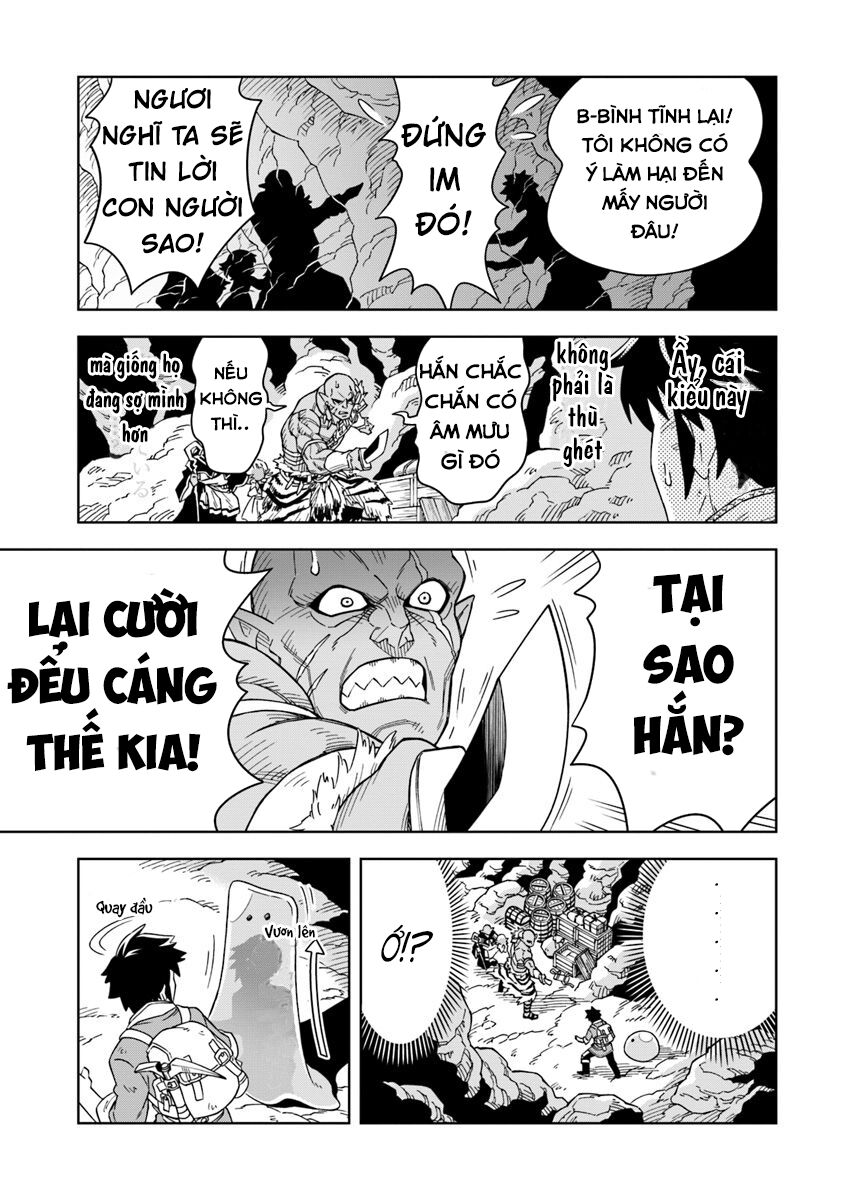 B-BÌNH TĨNH LẠI!
TÔI KHÔNG CÓ
Ý LÀM HẠI ĐẾN
MẤY NGƯỜI
ĐÂU!
ĐỨNG
IM
ĐÓ!
NGƯƠI
NGHĨ TA SẼ
TIN LỜI
CON NGƯỜI
SAO!
Ầy, cái
kiểu này
không
phải là
thù
ghét
HẮN CHẮC
CHẮN CÓ
ÂM MƯU
GÌ ĐÓ
NẾU
KHÔNG
THÌ..
mà giống họ
đang sợ mình
hơn
TẠI
SAO
HẮN?
LẠI CƯỜI
ĐỂU CÁNG
THẾ KIA!
......
ỚI?
Quay đầu
Vươn lên